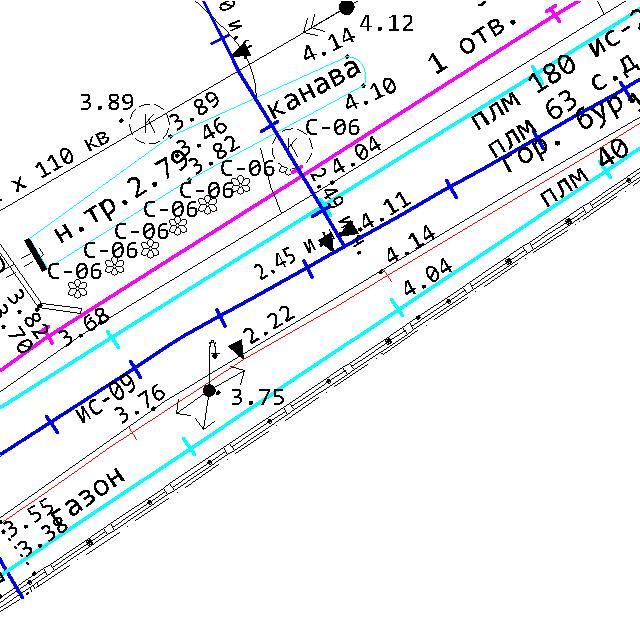 4.12
4.14
1 отв.
канава
4.10
3.89
3.89
3.46
3.82
С-06
4.04
х 110 кв
К
К
плм 180 ис-
плм 63 с.д
гор. бур
плм 40
н.тр.2.79
С-06
С-06
С-06
С-06
С-06
С-06
2.49 и
4.11
2.45 и
4.14
4.04
3.82
3.70
3.68
2.22
ИС-09
3.76
3.75
газон
3.55
3.38